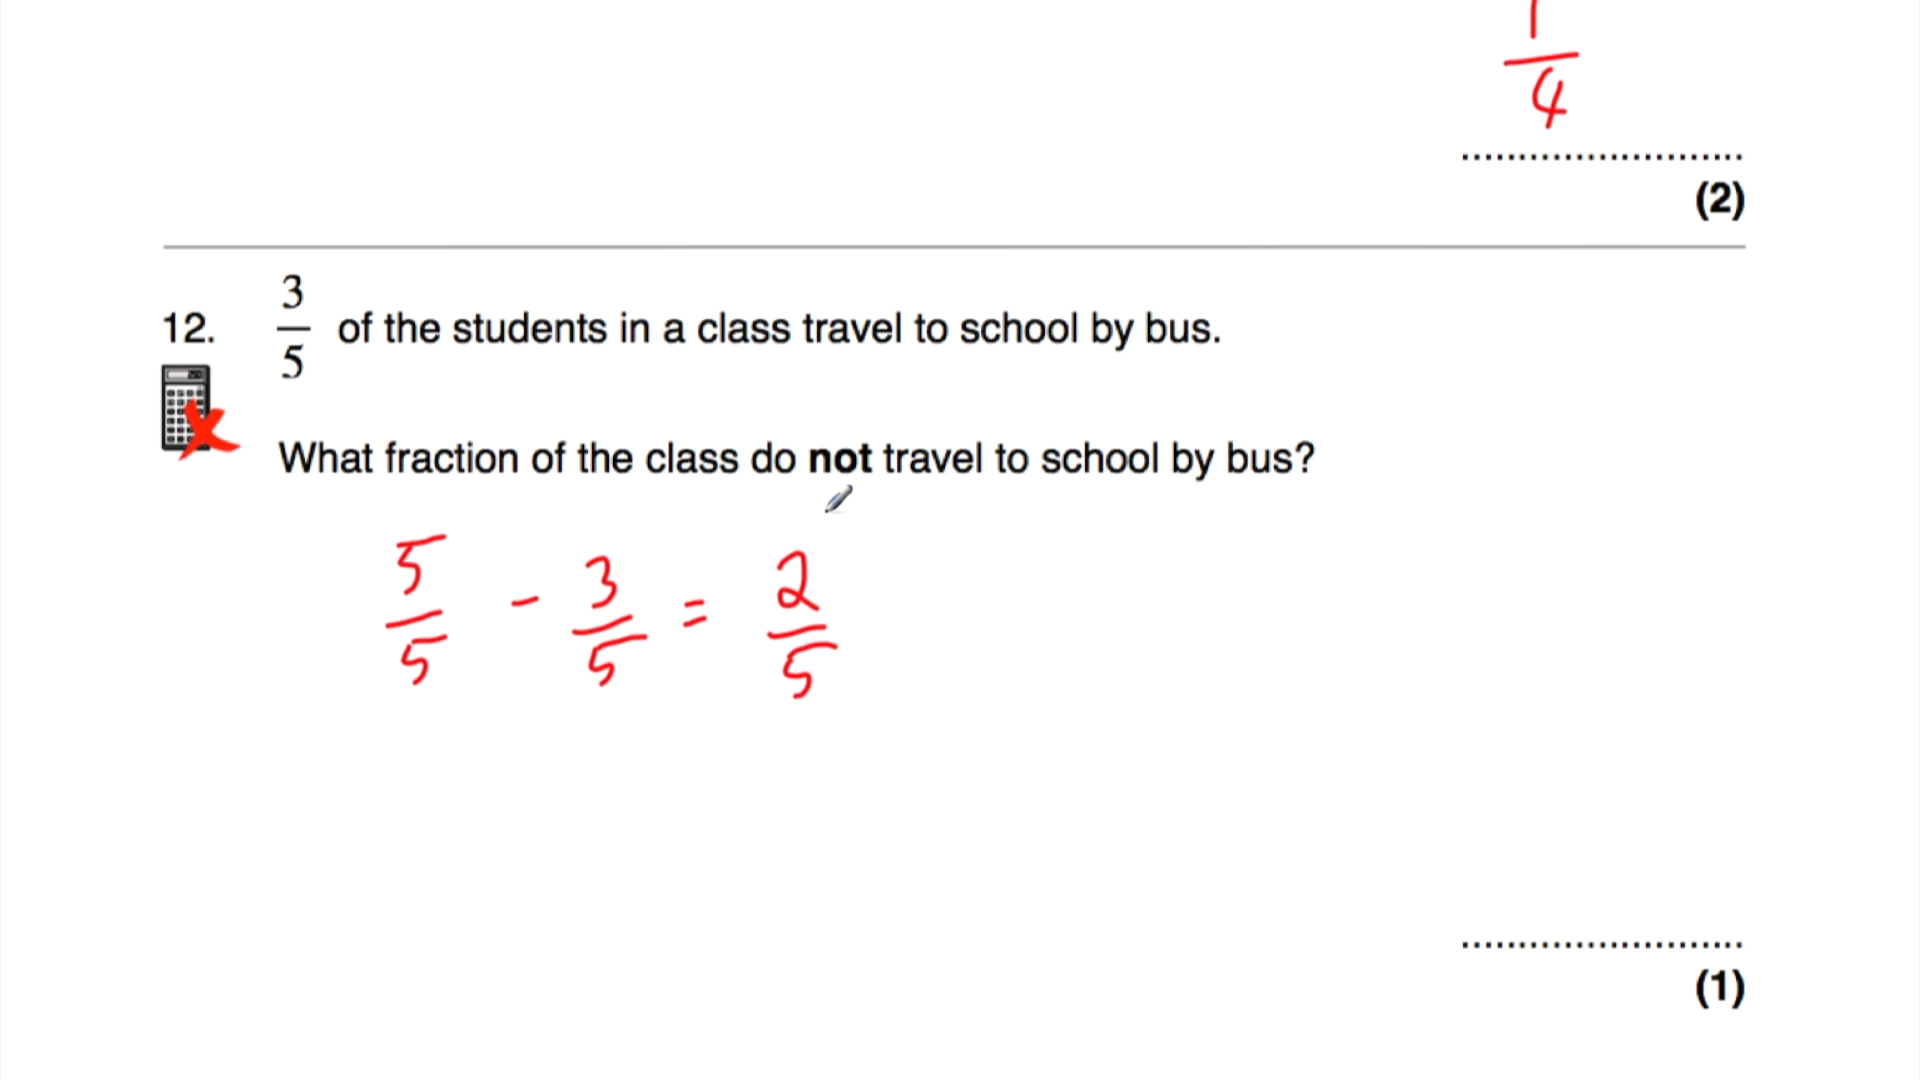 1/4
(2)
12. 3/5 of the students in a class travel to school by bus.
What fraction of the class do not travel to school by bus?
5/5 - 3/5 = 2/5
(1)